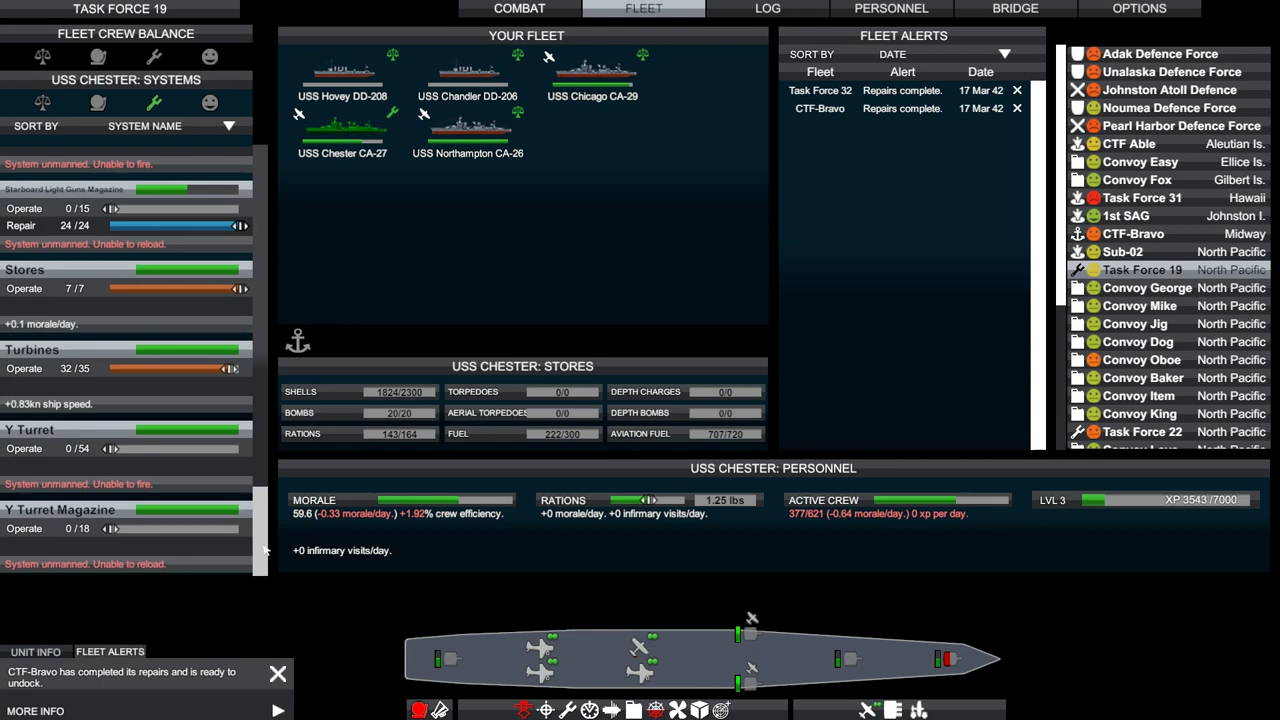 TASK FORCE 19
COMBAT
FLEET
LOG
PERSONNEL
BRIDGE
OPTIONS
FLEET CREW BALANCE
USS CHESTER: SYSTEMS
SORT BY SYSTEM NAME
System unmanned. Unable to fire.
Starboard Light Guns Magazine
Operate 0/15
Repair 24/24
System unmanned. Unable to reload.
Stores
Operate 7/7
+0.1 morale/day.
Turbines
Operate 32/35
+0.83kn ship speed.
Y Turret
Operate 0/54
System unmanned. Unable to fire.
Y Turret Magazine
Operate 0/18
System unmanned. Unable to reload.
YOUR FLEET
USS Hovey DD-208
USS Chandler DD-206
USS Chicago CA-29
USS Chester CA-27
USS Northampton CA-26
USS CHESTER: STORES
SHELLS 1824/2300
TORPEDOES 0/0
DEPTH CHARGES 0/0
BOMBS 20/20
AERIAL TORPEDOES 0/0
DEPTH BOMBS 0/0
RATIONS 143/164
FUEL 222/300
AVIATION FUEL 707/720
FLEET ALERTS
SORT BY DATE
Fleet Alert Date
Task Force 32 Repairs complete. 17 Mar 42
CTF-Bravo Repairs complete. 17 Mar 42
Adak Defence Force
Unalaska Defence Force
Johnston Atoll Defence
Noumea Defence Force
Pearl Harbor Defence Force
CTF Able Aleutian Is.
Convoy Easy Ellice Is.
Convoy Fox Gilbert Is.
Task Force 31 Hawaii
1st SAG Johnston I.
CTF-Bravo Midway
Sub-02 North Pacific
Task Force 19 North Pacific
Convoy George North Pacific
Convoy Mike North Pacific
Convoy Jig North Pacific
Convoy Dog North Pacific
Convoy Oboe North Pacific
Convoy Baker North Pacific
Convoy Item North Pacific
Convoy King North Pacific
Task Force 22 North Pacific
Convoy Love North Pacific
USS CHESTER: PERSONNEL
MORALE
59.6 (-0.33 morale/day.) +1.92% crew efficiency.
+0 infirmary visits/day.
RATIONS 1.25 lbs
+0 morale/day. +0 infirmary visits/day.
ACTIVE CREW
377/621 (-0.64 morale/day.) 0 xp per day.
LVL 3 XP 3543/7000
UNIT INFO
FLEET ALERTS
CTF-Bravo has completed its repairs and is ready to
undock.
MORE INFO